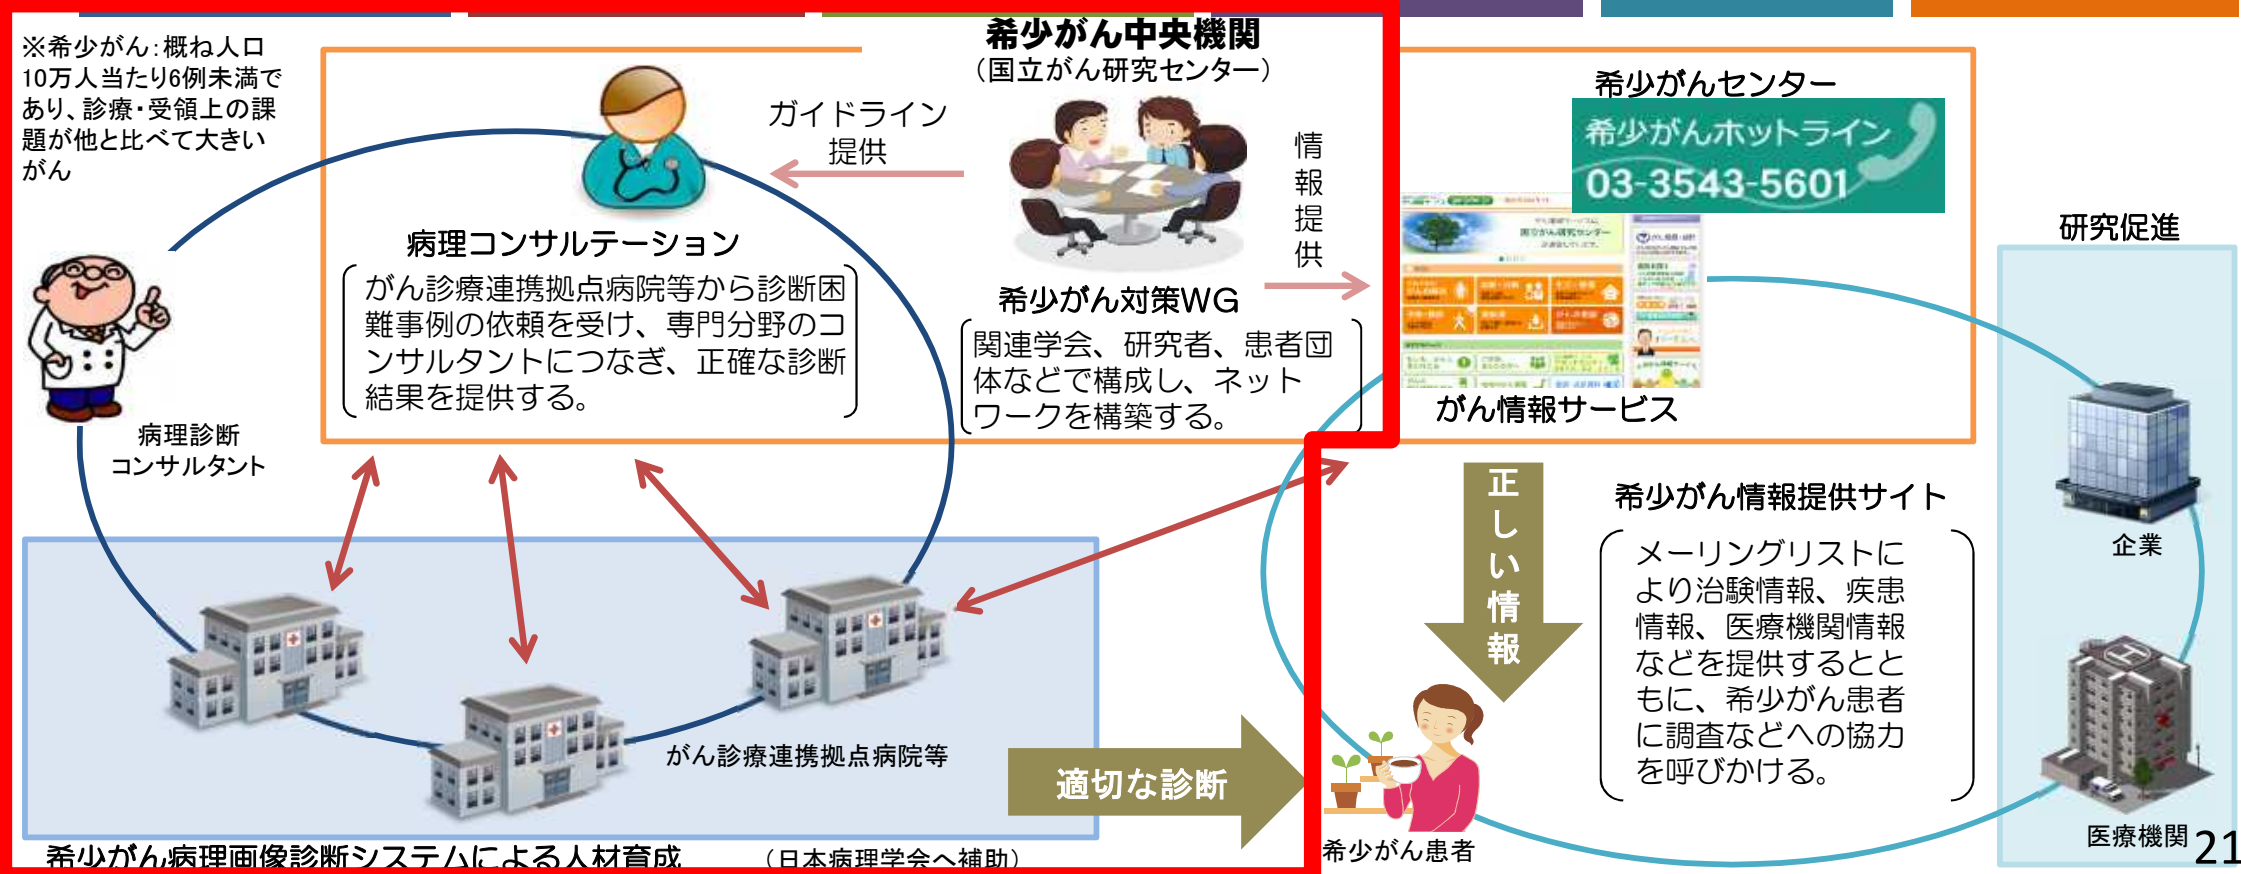 ※希少がん：概ね人口
10万人当たり6例未満で
あり、診療・受領上の課
題が他と比べて大きい
がん
希少がん中央機関
（国立がん研究センター）
ガイドライン
提供
情報提供
希少がんセンター
希少がんホットライン
03-3543-5601
病理コンサルテーション
がん診療連携拠点病院等から診断困
難事例の依頼を受け、専門分野のコ
ンサルタントにつなぎ、正確な診断
結果を提供する。
希少がん対策WG
関連学会、研究者、患者団
体などで構成し、ネット
ワークを構築する。
がん情報サービス
研究促進
病理診断
コンサルタント
正しい情報
希少がん情報提供サイト
メーリングリストに
より治験情報、疾患
情報、医療機関情報
などを提供するとと
もに、希少がん患者
に調査などへの協力
を呼びかける。
企業
がん診療連携拠点病院等
適切な診断
希少がん患者
医療機関
21
希少がん病理画像診断システムによる人材育成
（日本病理学会へ補助）